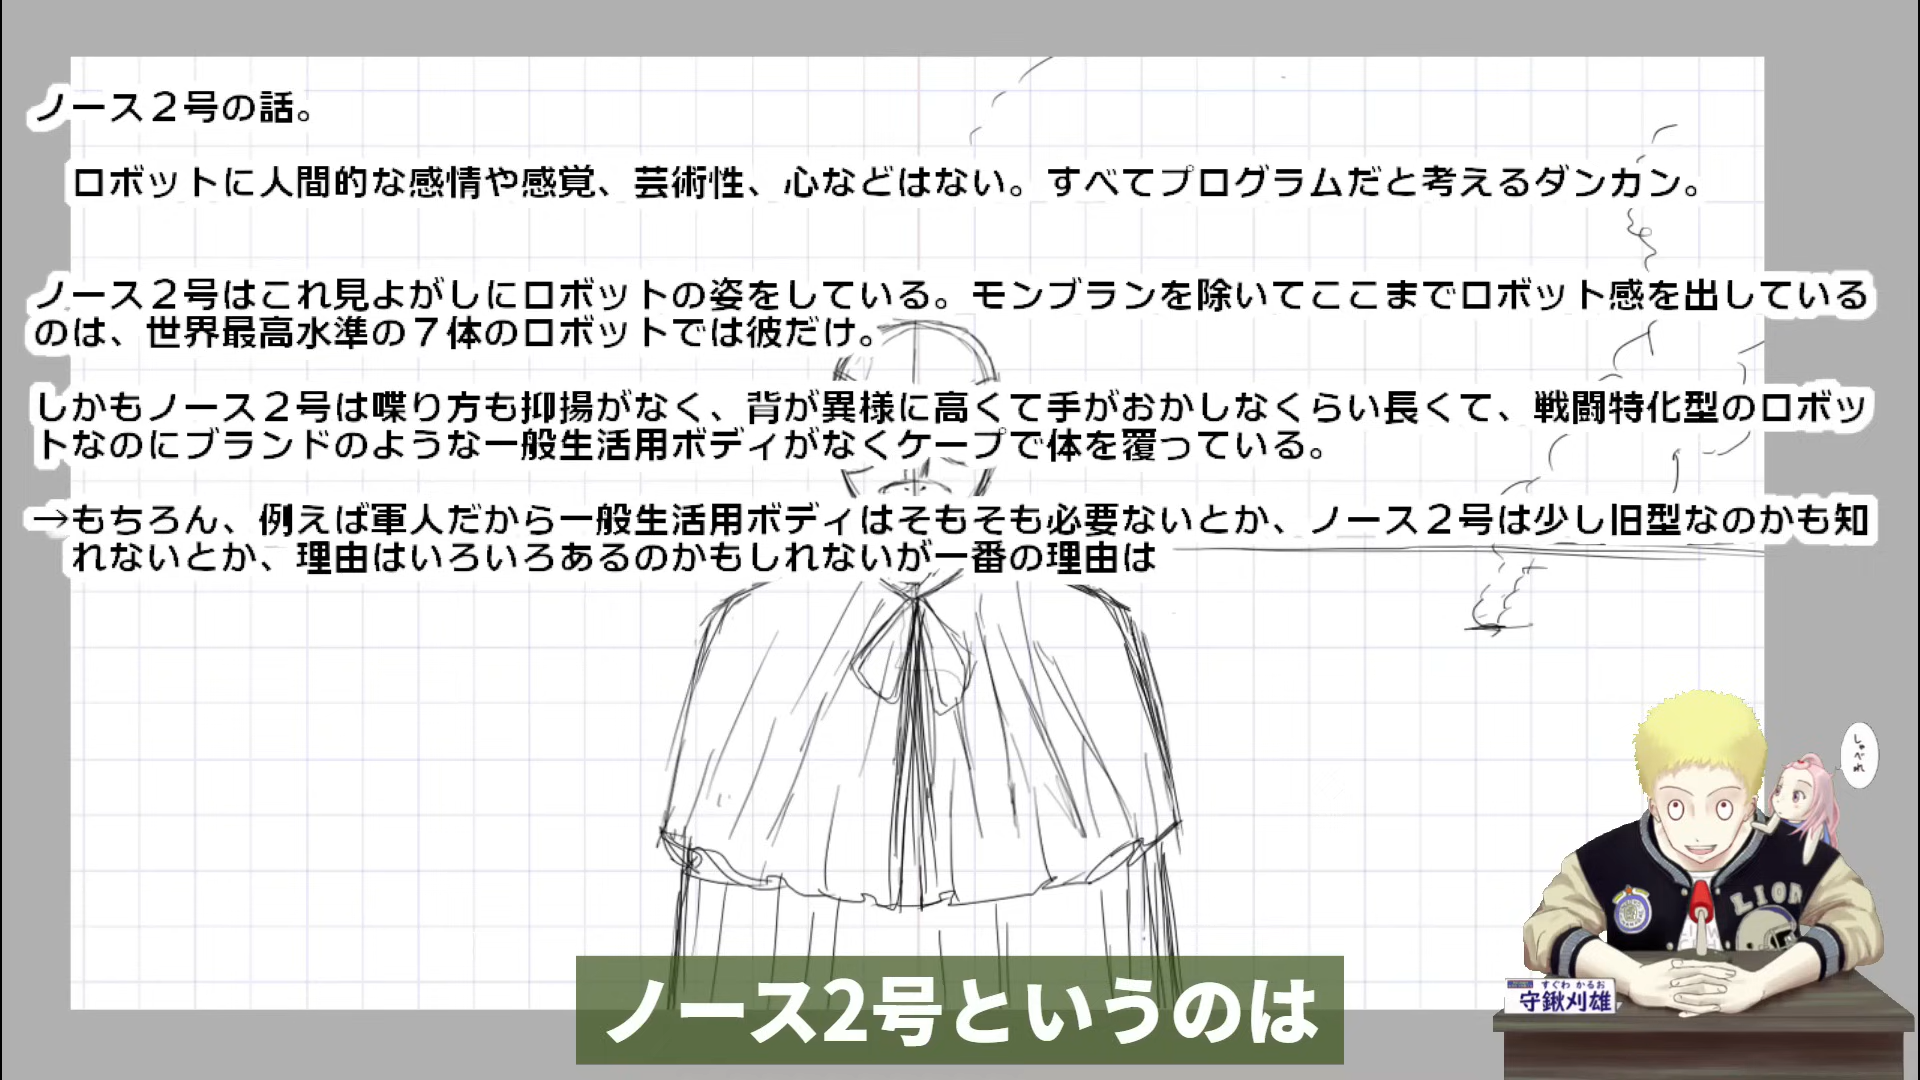 ノース２号の話。
ロボットに人間的な感情や感覚、芸術性、心などはない。すべてプログラムだと考えるダンカン。
ノース２号はこれ見よがしにロボットの姿をしている。モンブランを除いてここまでロボット感を出している
のは、世界最高水準の７体のロボットでは彼だけ。
しかもノース２号は喋り方も抑揚がなく、背が異様に高くて手がおかしなくらい長くて、戦闘特化型のロボッ
トなのにブランドのような一般生活用ボディがなくケープで体を覆っている。
→もちろん、例えば軍人だから一般生活用ボディはそもそも必要ないとか、ノース２号は少し旧型なのかも知
れないとか、理由はいろいろあるのかもしれないが一番の理由は
しゃべれ
LION
すぐわ かるお
守鍬刈雄
ノース2号というのは